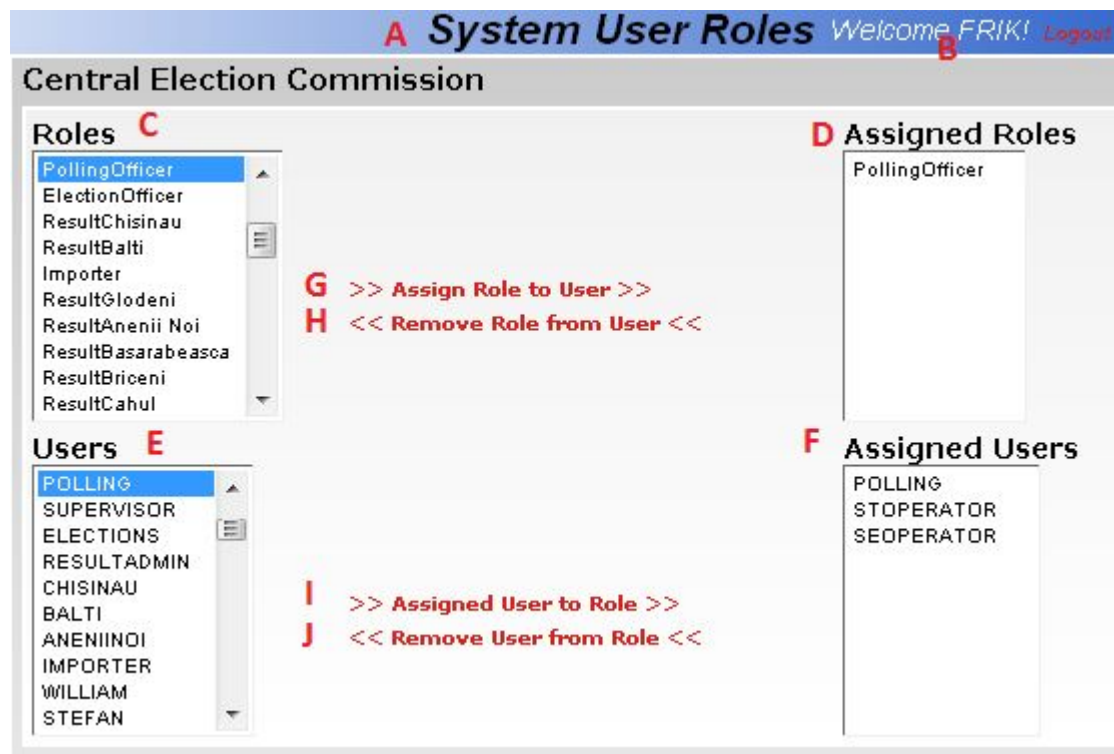 A System User Roles Welcome FRIK! Logout
B
Central Election Commission
Roles C
PollingOfficer
ElectionOfficer
ResultChisinau
ResultBalti
Importer
ResultGlodeni
ResultAnenii Noi
ResultBasarabeasca
ResultBriceni
ResultCahul
D Assigned Roles
PollingOfficer
G >> Assign Role to User >>
H << Remove Role from User <<
Users E
POLLING
SUPERVISOR
ELECTIONS
RESULTADMIN
CHISINAU
BALTI
ANENIINOI
IMPORTER
WILLIAM
STEFAN
F Assigned Users
POLLING
STOPERATOR
SEOPERATOR
I >> Assigned User to Role >>
J << Remove User from Role <<